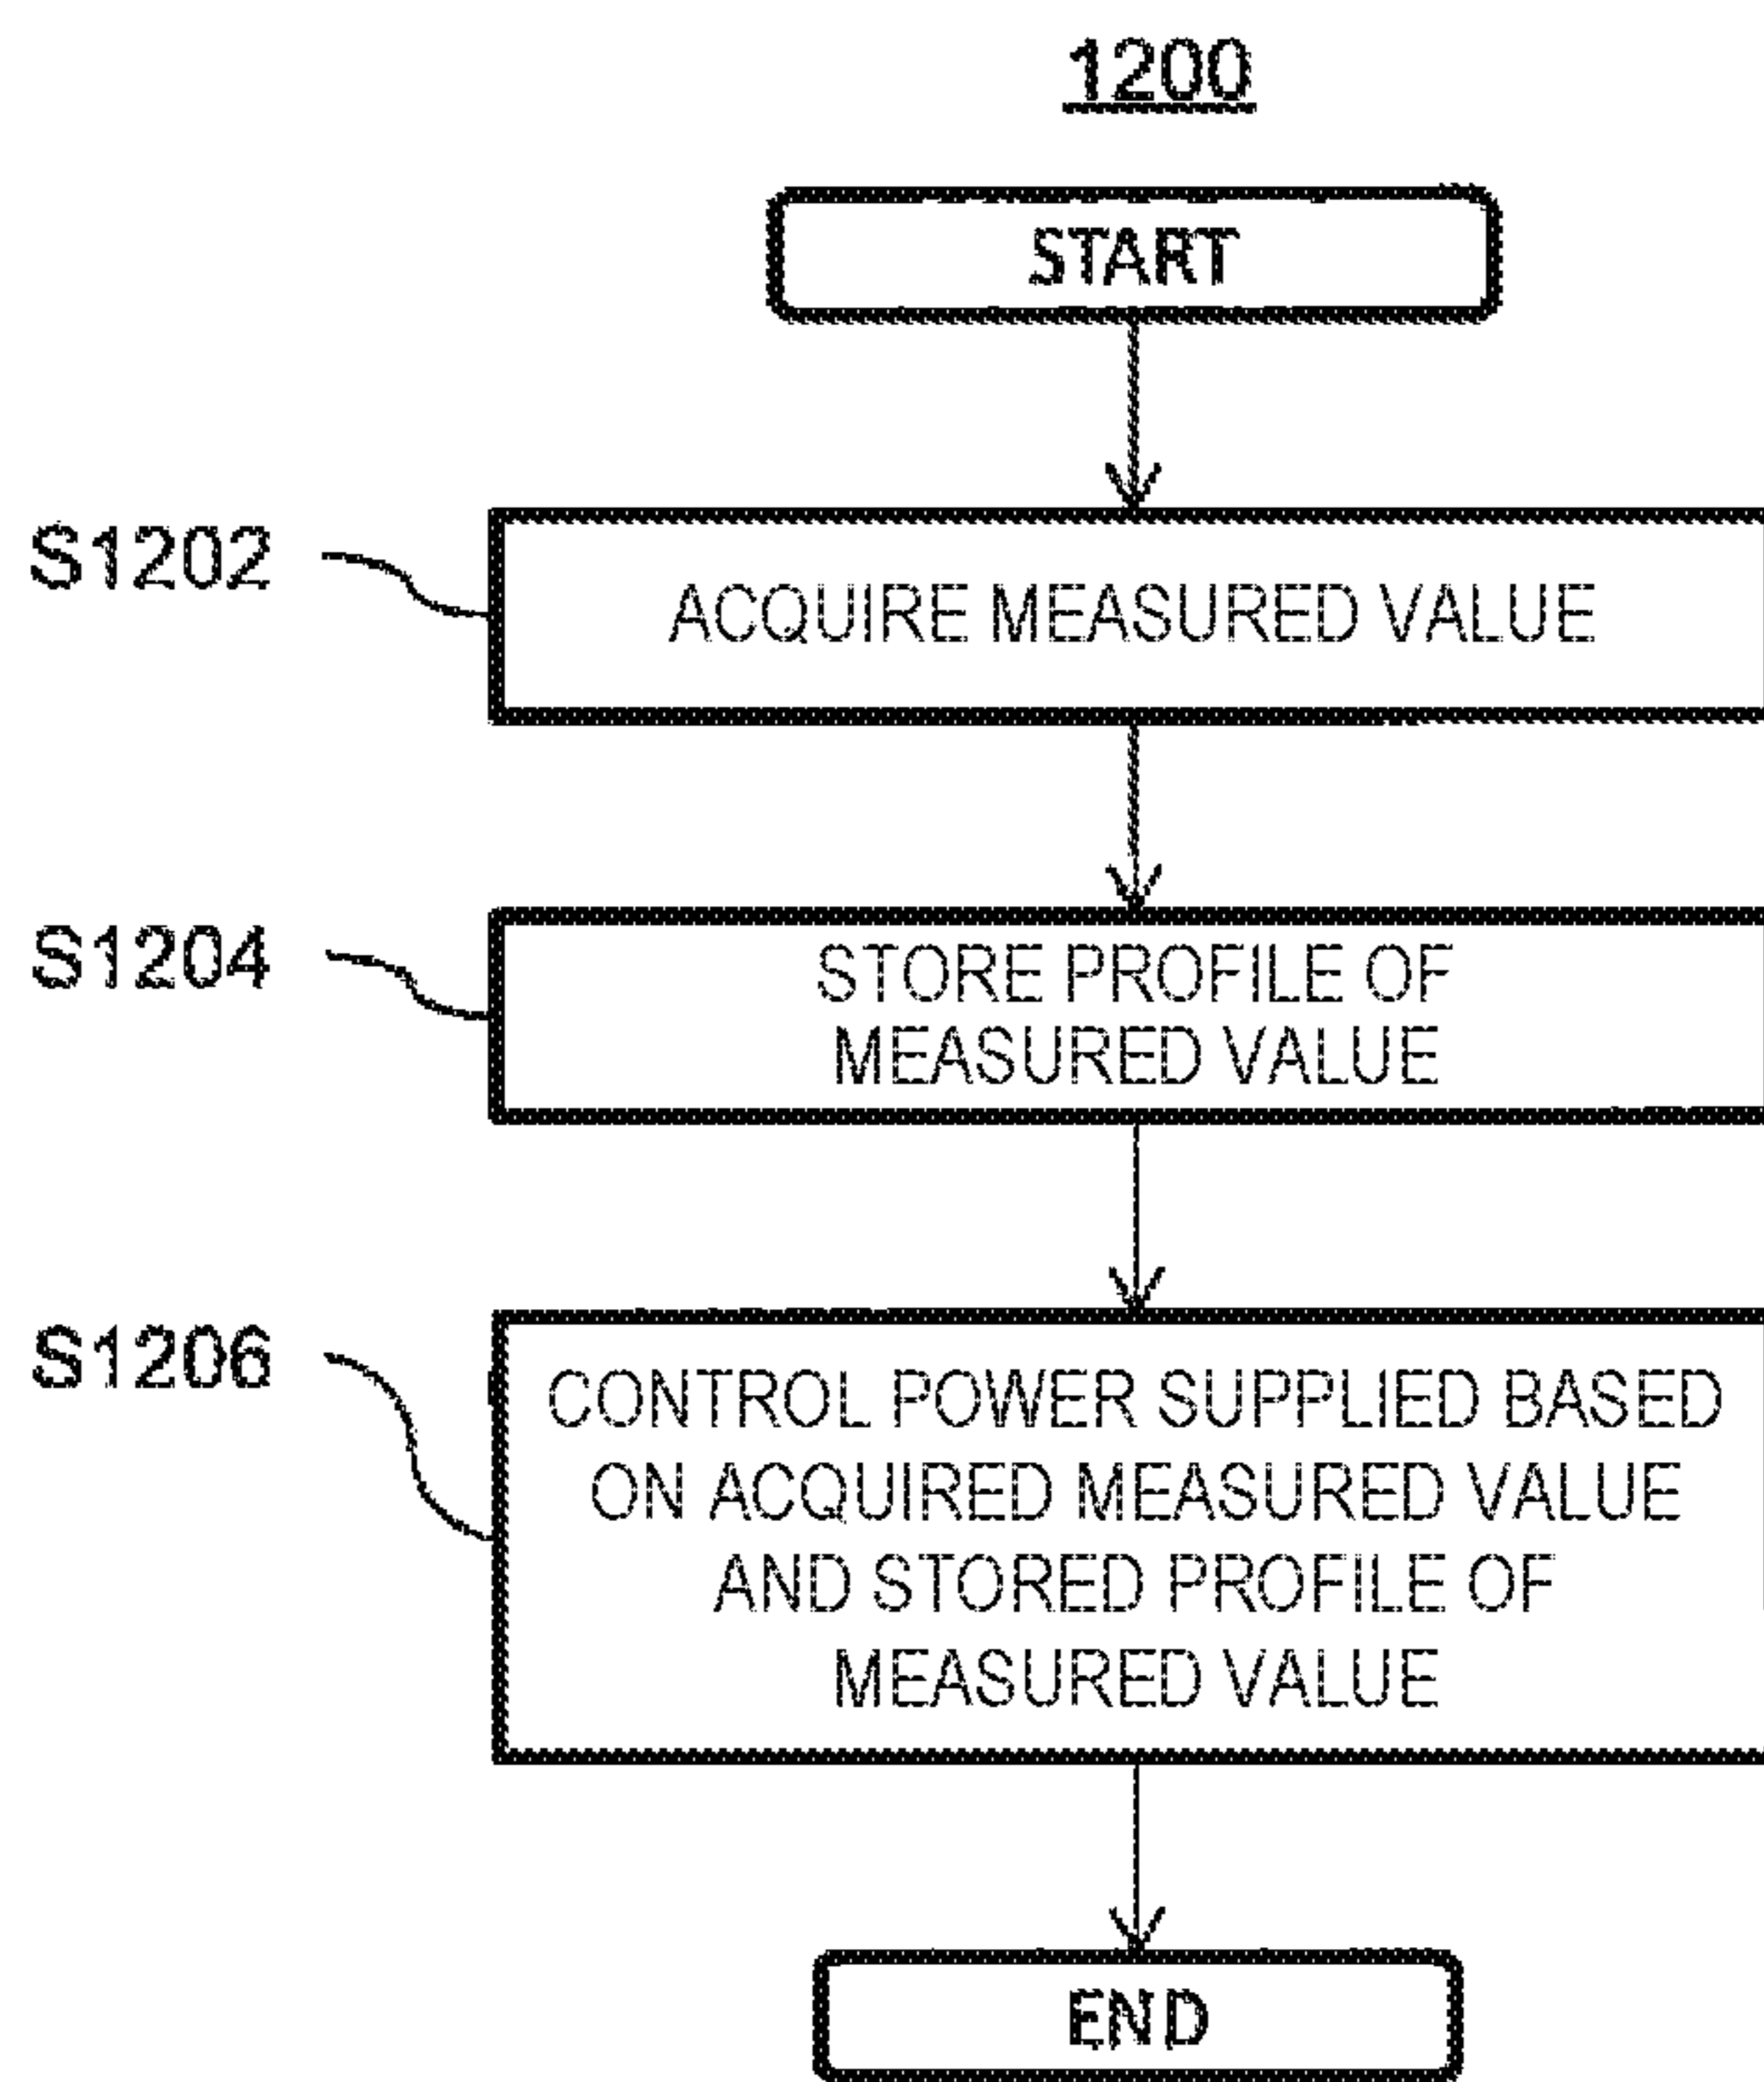 1200
START
S1202
ACQUIRE MEASURED VALUE
S1204
STORE PROFILE OF
MEASURED VALUE
S1206
CONTROL POWER SUPPLIED BASED
ON ACQUIRED MEASURED VALUE
AND STORED PROFILE OF
MEASURED VALUE
END